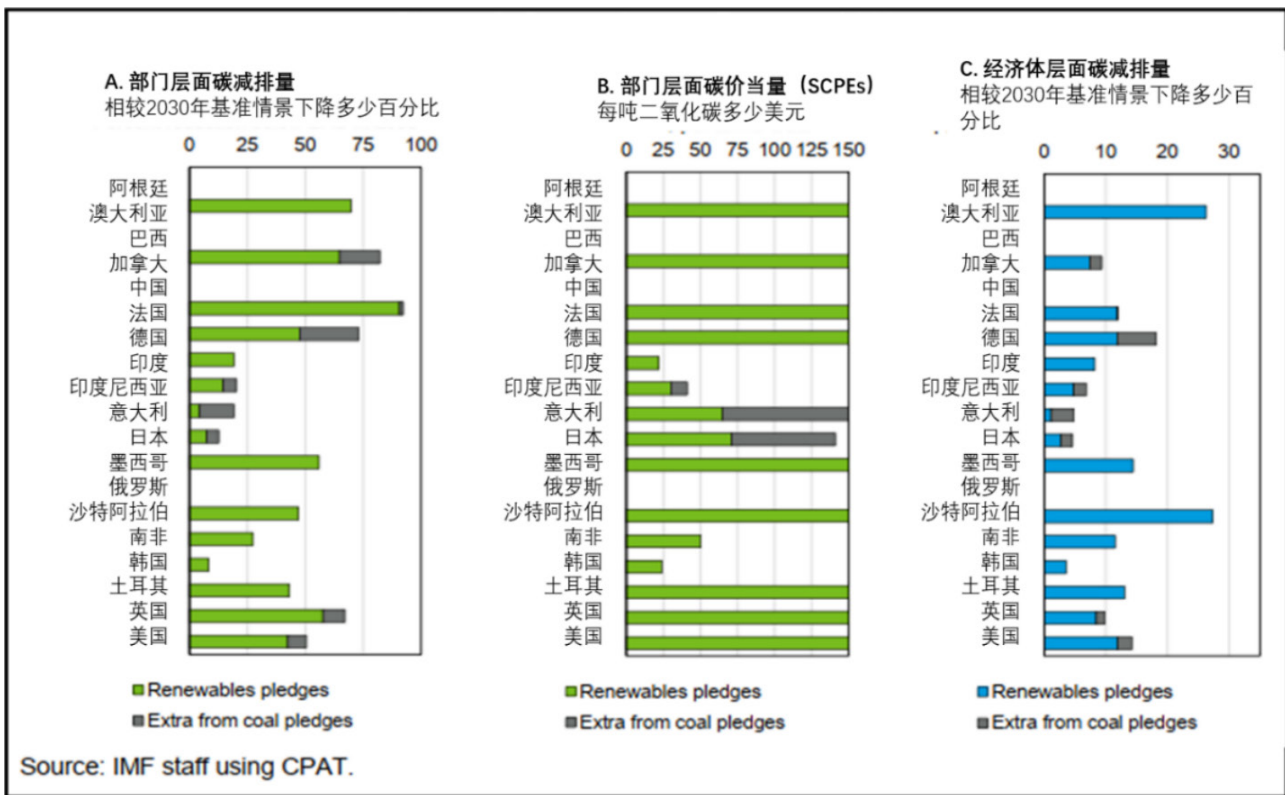 A. 部门层面碳减排量
相较2030年基准情景下降多少百分比
0 25 50 75 100
阿根廷
澳大利亚
巴西
加拿大
中国
法国
德国
印度
印度尼西亚
意大利
日本
墨西哥
俄罗斯
沙特阿拉伯
南非
韩国
土耳其
英国
美国
Renewables pledges
Extra from coal pledges
B. 部门层面碳价当量（SCPEs）
每吨二氧化碳多少美元
0 25 50 75 100 150
阿根廷
澳大利亚
巴西
加拿大
中国
法国
德国
印度
印度尼西亚
意大利
日本
墨西哥
俄罗斯
沙特阿拉伯
南非
韩国
土耳其
英国
美国
Renewables pledges
Extra from coal pledges
C. 经济体层面碳减排量
相较2030年基准情景下降多少百
分比
0 10 20 30
阿根廷
澳大利亚
巴西
加拿大
中国
法国
德国
印度
印度尼西亚
意大利
日本
墨西哥
俄罗斯
沙特阿拉伯
南非
韩国
土耳其
英国
美国
Renewables pledges
Extra from coal pledges
Source: IMF staff using CPAT.